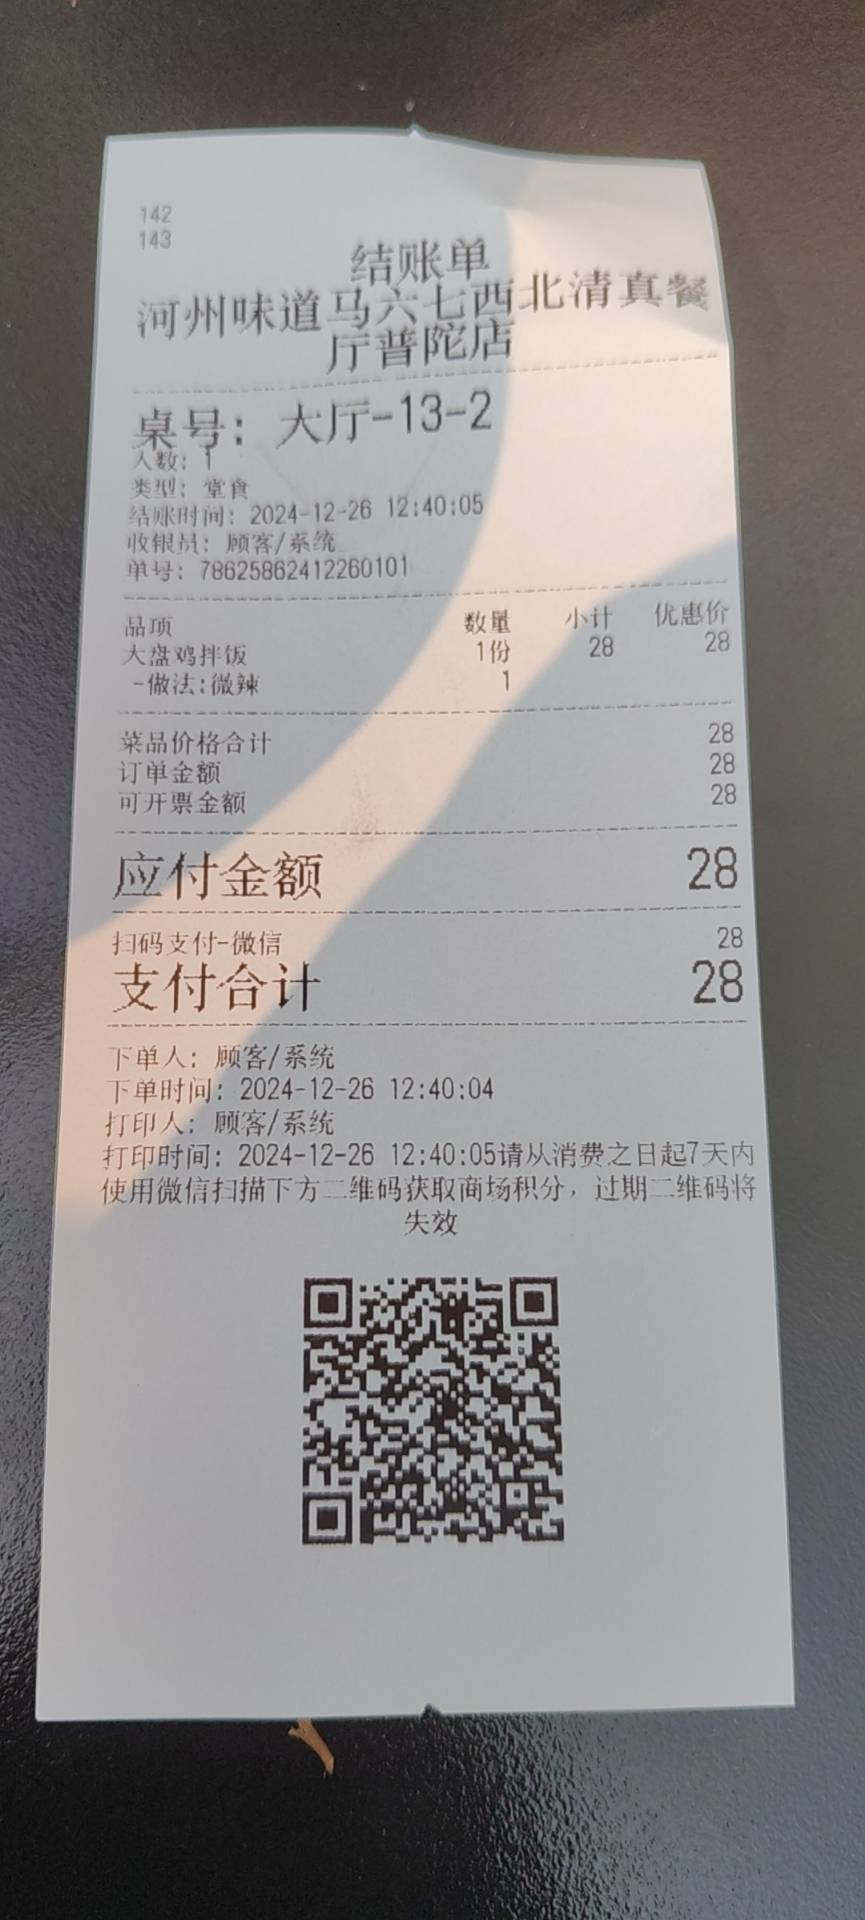 142
143
结账单
河州味道马六七西北清真餐
厅普陀店
桌号: 大厅-13-2
人数: 1
类型: 堂食
结账时间: 2024-12-26 12:40:05
收银员: 顾客/系统
单号: 78625862412260101
品项 数量 小计 优惠价
大盘鸡拌饭 1份 28 28
-做法:微辣 1
菜品价格合计 28
订单金额 28
可开票金额 28
应付金额 28
扫码支付-微信 28
支付合计 28
下单人: 顾客/系统
下单时间: 2024-12-26 12:40:04
打印人: 顾客/系统
打印时间: 2024-12-26 12:40:05请从消费之日起7天内
使用微信扫描下方二维码获取商场积分，过期二维码将
失效